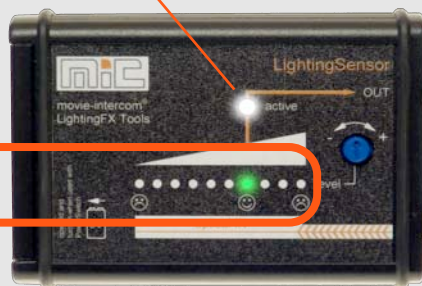 MIC
LightingSensor
OUT
movie-intercom®
LightingFX Tools
active
- +
level